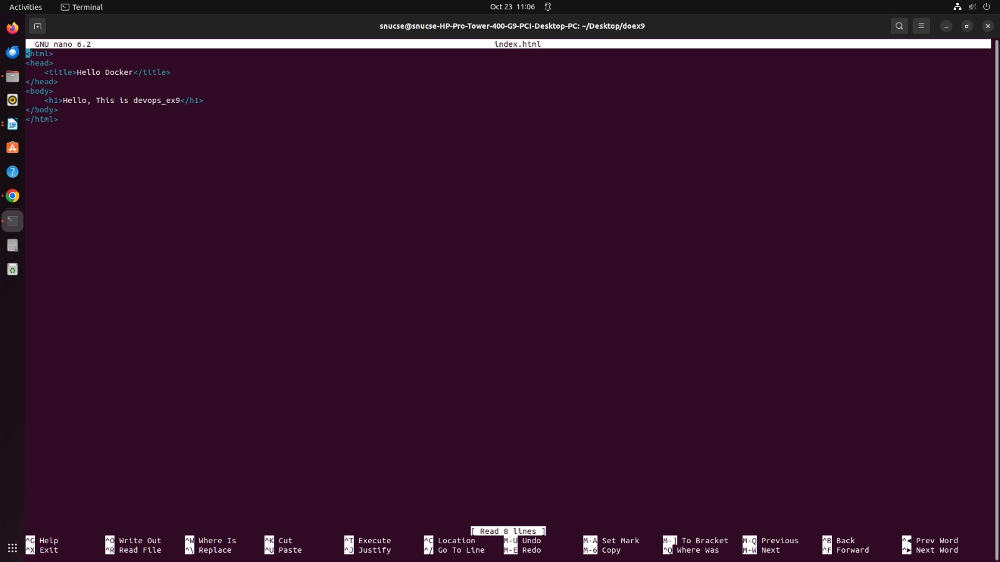 Activities Terminal Oct 23 11:06
snucse@snucse-HP-Pro-Tower-400-G9-PCI-Desktop-PC: ~/Desktop/doex9
GNU nano 6.2 index.html
<html>
<head>
    <title>Hello Docker</title>
</head>
<body>
    <h1>Hello, This is devops_ex9</h1>
</body>
</html>
[ Read 8 lines ]
^G Help ^O Write Out ^W Where Is ^K Cut ^T Execute ^C Location M-U Undo M-A Set Mark M-] To Bracket M-Q Previous ^B Back ^◀ Prev Word
^X Exit ^R Read File ^\ Replace ^U Paste ^J Justify ^/ Go To Line M-E Redo M-6 Copy ^Q Where Was M-W Next ^F Forward ^▶ Next Word